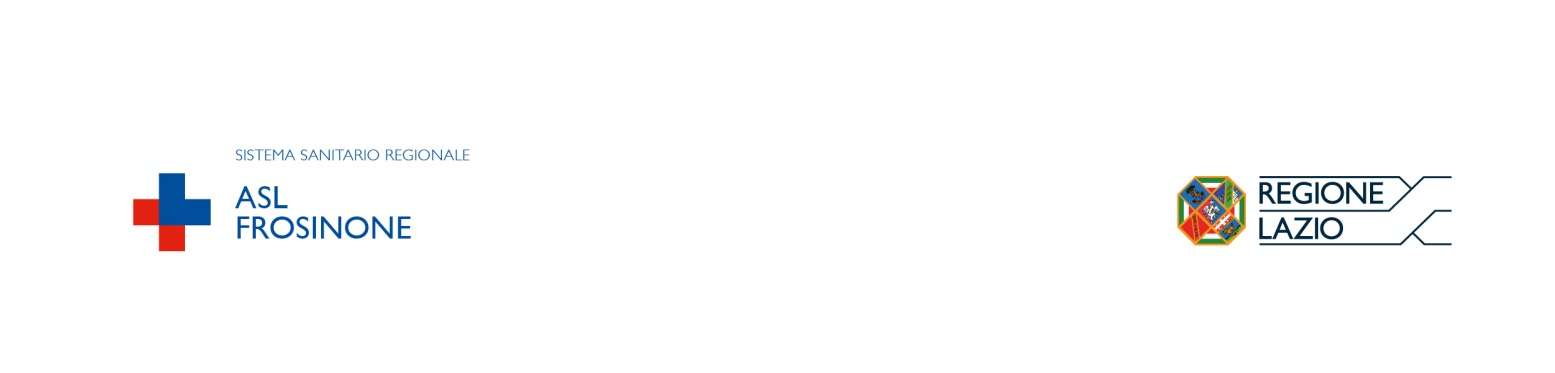 SISTEMA SANITARIO REGIONALE
ASL
FROSINONE
REGIONE
LAZIO